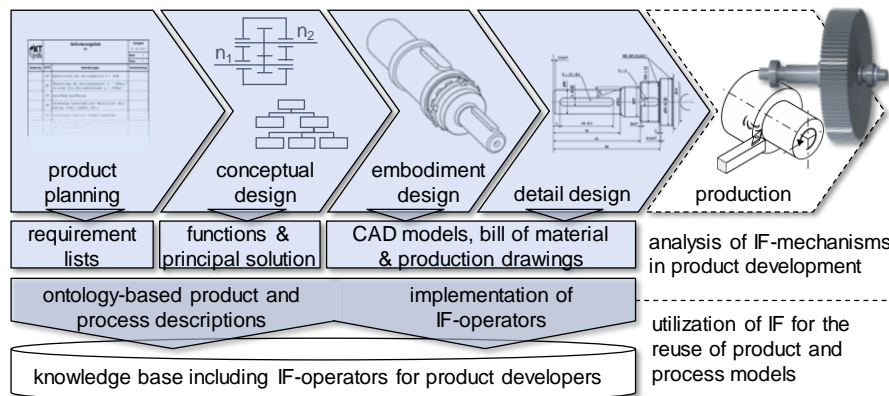 Anforderungsliste
n1
n2
product
planning
conceptual
design
embodiment
design
detail design
production
requirement
lists
functions &
principal solution
CAD models, bill of material
& production drawings
analysis of IF-mechanisms
in product development
ontology-based product and
process descriptions
implementation of
IF-operators
utilization of IF for the
reuse of product and
process models
knowledge base including IF-operators for product developers